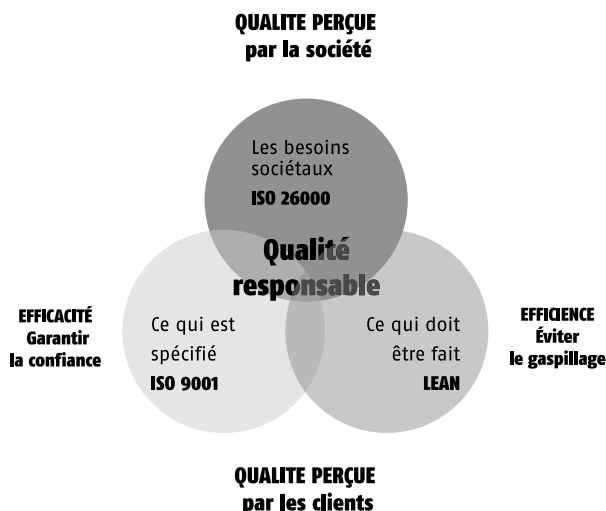 QUALITE PERÇUE
par la société
Les besoins
sociétaux
ISO 26000
Qualité
responsable
EFFICACITÉ
Garantir
la confiance
Ce qui est
spécifié
ISO 9001
Ce qui doit
être fait
LEAN
EFFICIENCE
Éviter
le gaspillage
QUALITE PERÇUE
par les clients